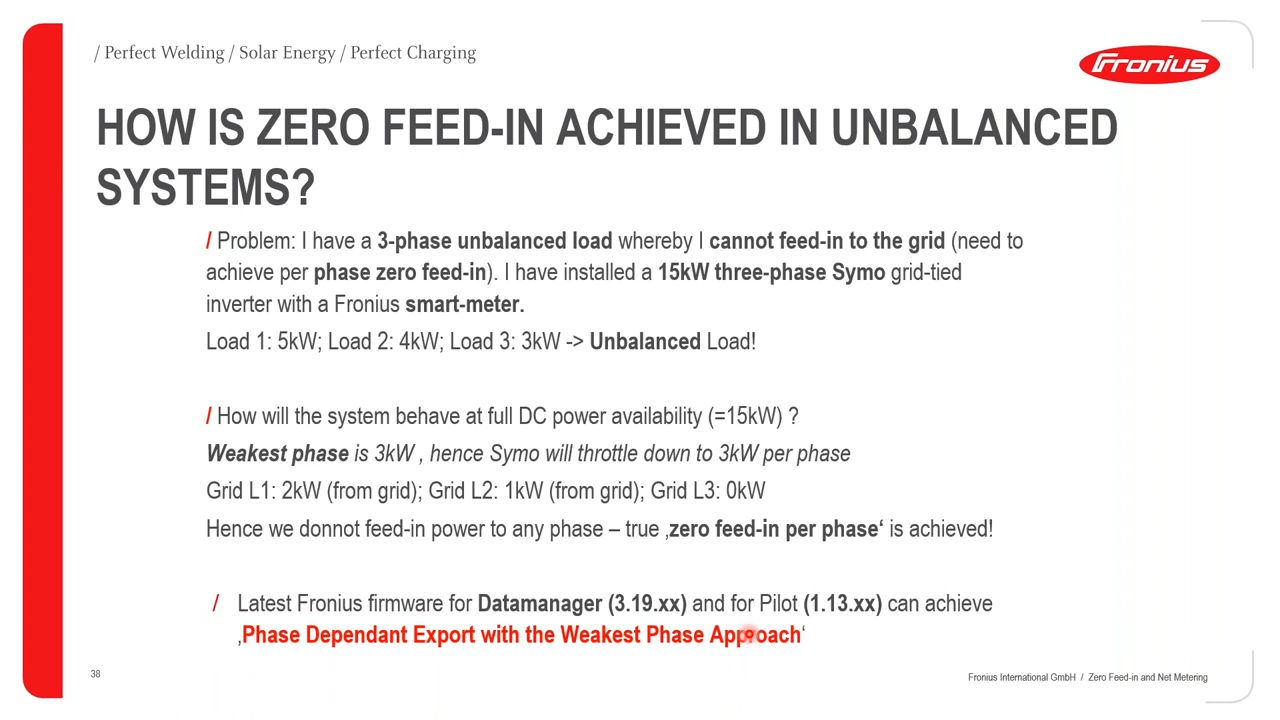 / Perfect Welding / Solar Energy / Perfect Charging
Fronius
HOW IS ZERO FEED-IN ACHIEVED IN UNBALANCED
SYSTEMS?
/ Problem: I have a 3-phase unbalanced load whereby I cannot feed-in to the grid (need to
achieve per phase zero feed-in). I have installed a 15kW three-phase Symo grid-tied
inverter with a Fronius smart-meter.
Load 1: 5kW; Load 2: 4kW; Load 3: 3kW -> Unbalanced Load!
/ How will the system behave at full DC power availability (=15kW) ?
Weakest phase is 3kW , hence Symo will throttle down to 3kW per phase
Grid L1: 2kW (from grid); Grid L2: 1kW (from grid); Grid L3: 0kW
Hence we donnot feed-in power to any phase – true ‚zero feed-in per phase‘ is achieved!
/ Latest Fronius firmware for Datamanager (3.19.xx) and for Pilot (1.13.xx) can achieve
‚Phase Dependant Export with the Weakest Phase Approach‘
38
Fronius International GmbH / Zero Feed-in and Net Metering